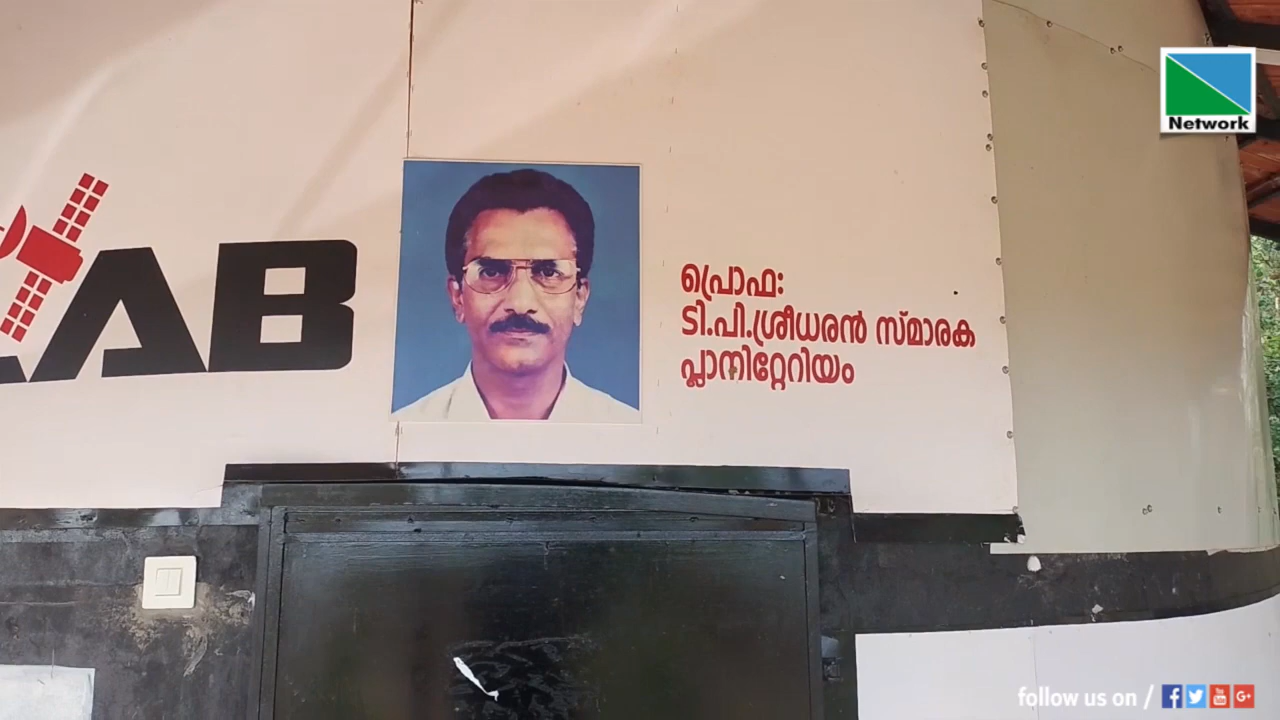 Network
LAB
പ്രൊഫ:
ടി.പി.ശ്രീധരൻ സ്മാരക
പ്ലാനിറ്റേറിയം
follow us on /